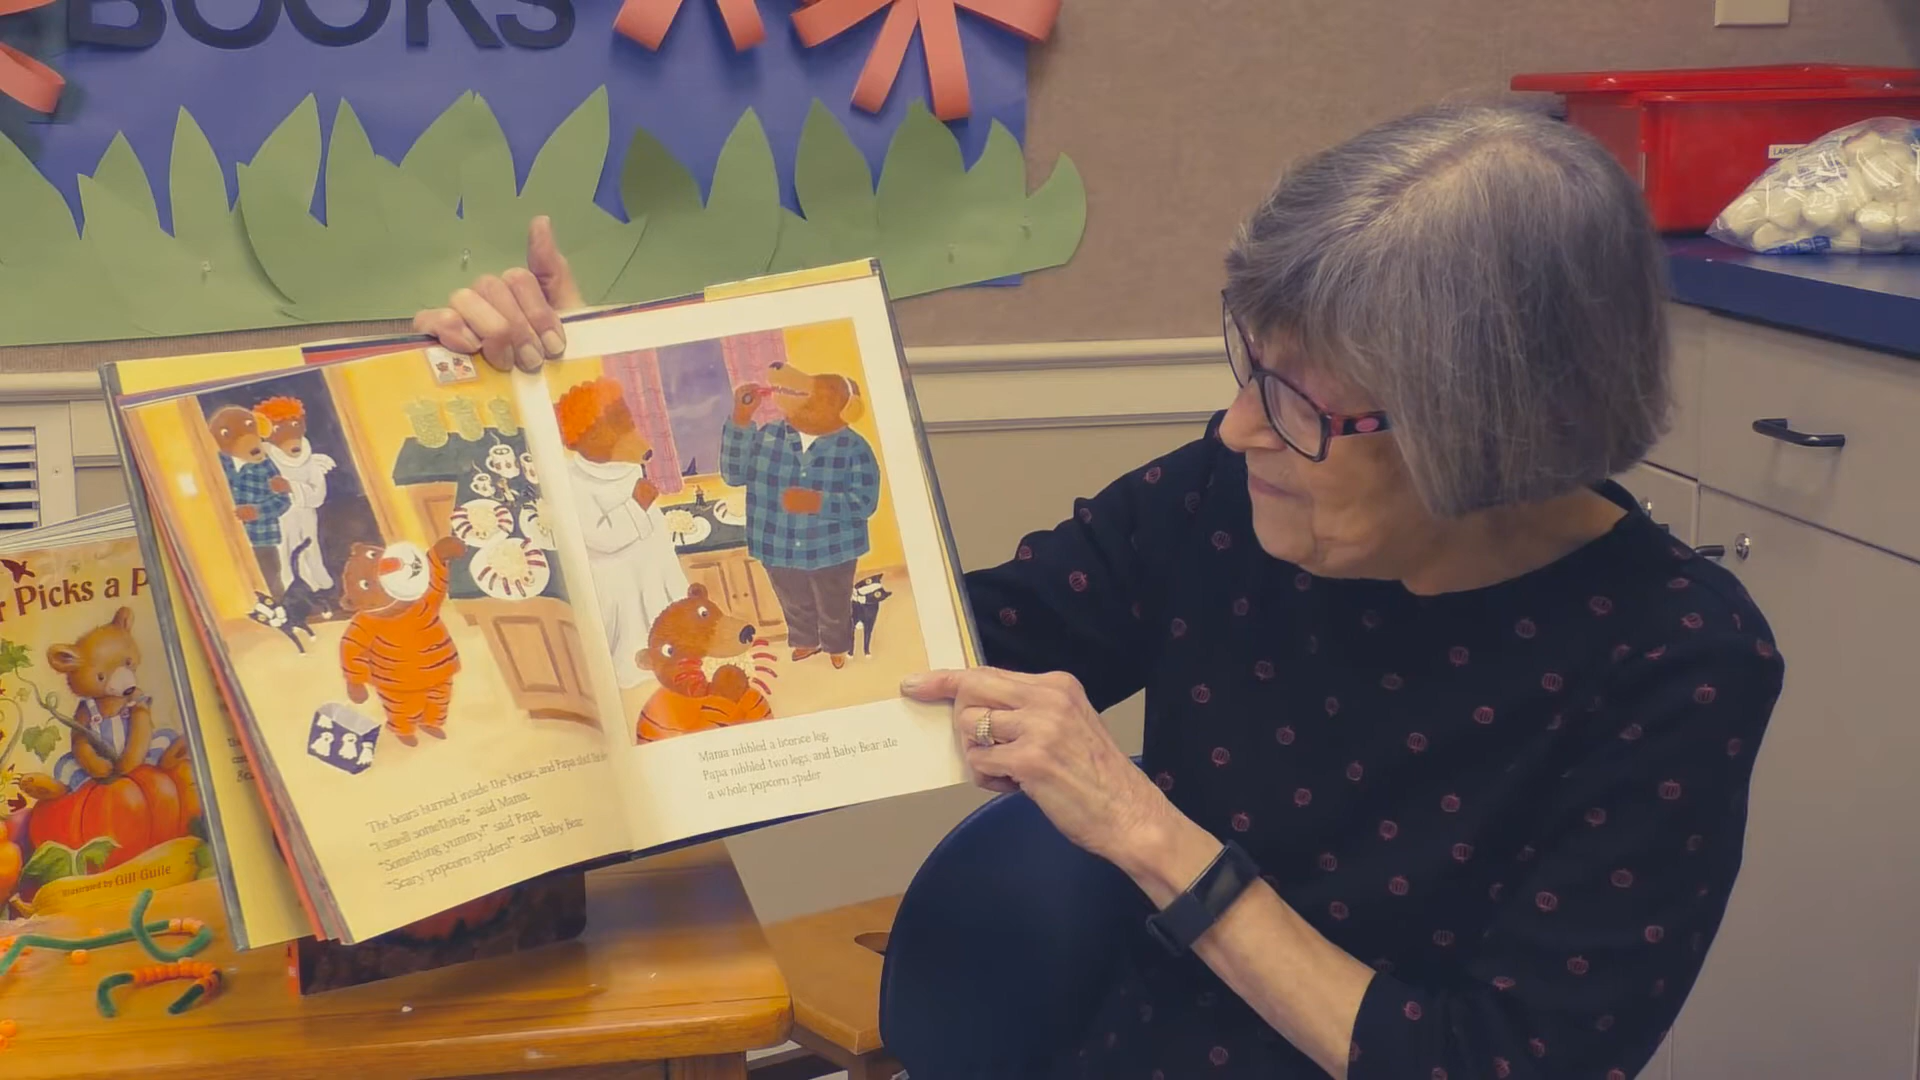 BOOKS
LARGE
Picks a P
Illustrated by Gill Guile
The bears hurried inside the house, and Papa shut the
"I smell something," said Mama.
"Something yummy!" said Papa.
"Scary popcorn spiders!" said Baby Bear
Mama nibbled a licorice leg.
Papa nibbled two legs, and Baby Bear ate
a whole popcorn spider